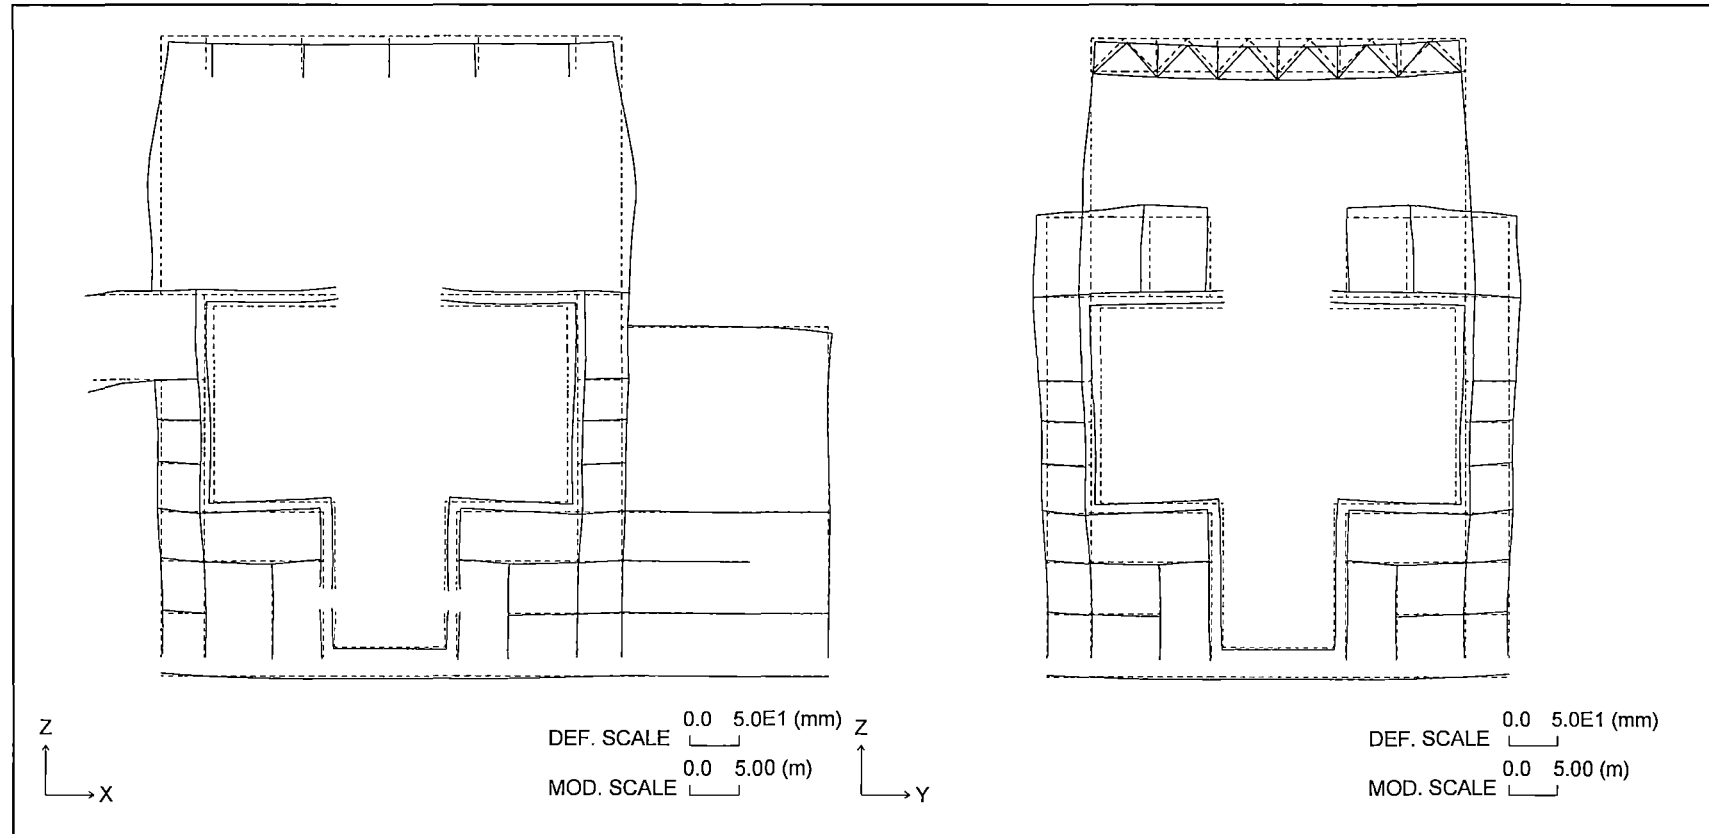 Z
X
0.0 5.0E1 (mm)
DEF. SCALE
0.0 5.00 (m)
MOD. SCALE
Z
Y
0.0 5.0E1 (mm)
DEF. SCALE
0.0 5.00 (m)
MOD. SCALE